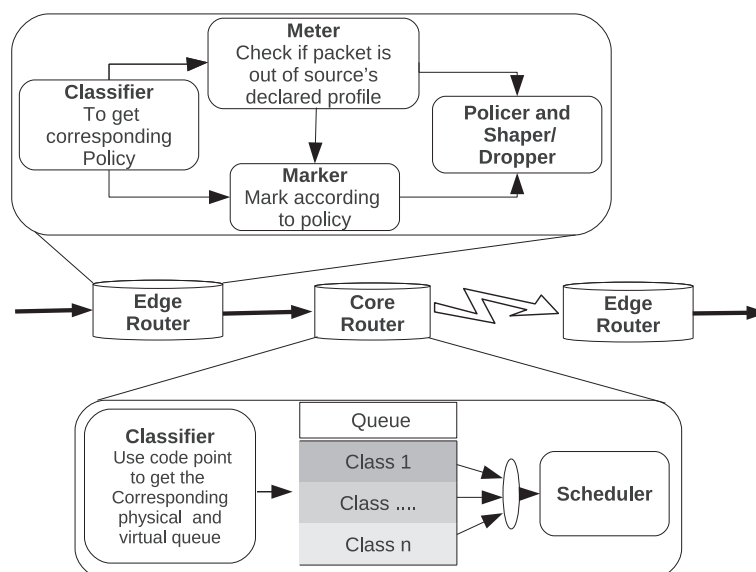 Meter
Check if packet is
out of source's
declared profile
Classifier
To get
corresponding
Policy
Policer and
Shaper/
Dropper
Marker
Mark according
to policy
Edge
Router
Core
Router
Edge
Router
Classifier
Use code point
to get the
Corresponding
physical and
virtual queue
Queue
Class 1
Class ....
Class n
Scheduler